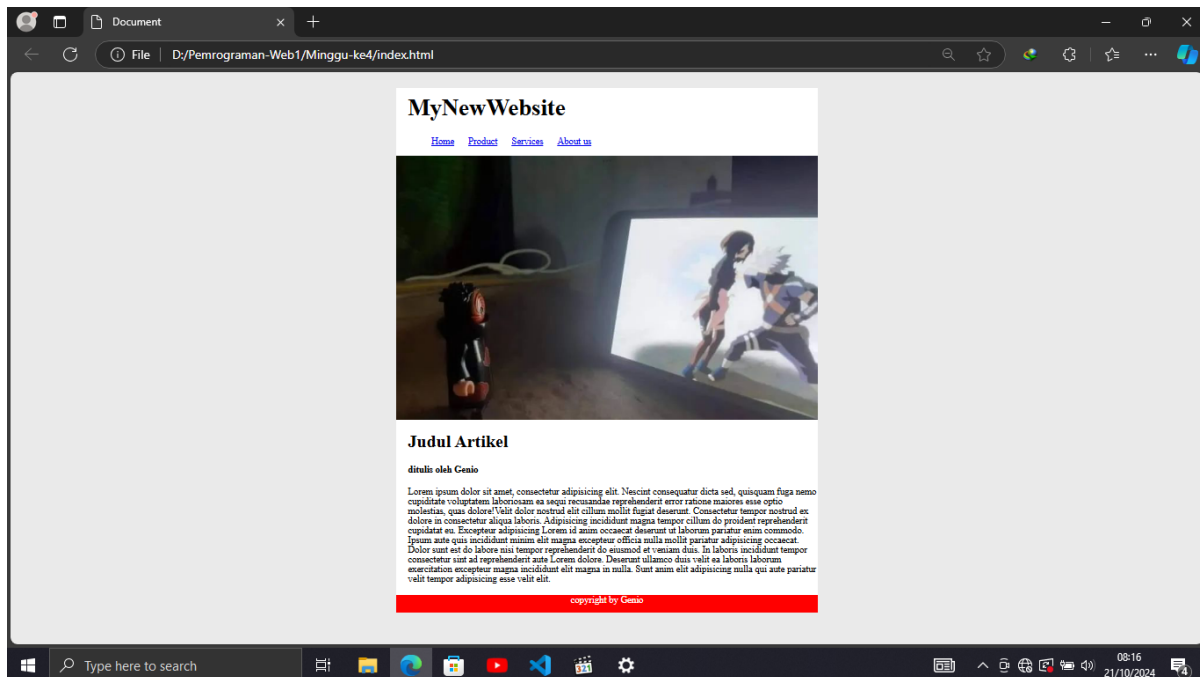 Document
File
D:/Pemrograman-Web1/Minggu-ke4/index.html
MyNewWebsite
Home Product Services About us
Judul Artikel
ditulis oleh Genio
Lorem ipsum dolor sit amet, consectetur adipisicing elit. Nescint consequatur dicta sed, quisquam fuga nemo
cupiditate voluptatem laboriosam ea sequi recusandae reprehenderit error ratione maiores esse optio
molestias, quas dolore!Velit dolor nostrud elit cillum mollit fugiat deserunt. Consectetur tempor nostrud ex
dolore in consectetur aliqua laboris. Adipisicing incididunt magna tempor cillum do proident reprehenderit
cupidatat eu. Excepteur adipisicing Lorem id anim occaecat deserunt ut laborum pariatur enim commodo.
Ipsum aute quis incididunt minim elit magna excepteur officia nulla mollit pariatur adipisicing occaecat.
Dolor sunt est do labore nisi tempor reprehenderit do eiusmod et veniam duis. In laboris incididunt tempor
consectetur sint ad reprehenderit aute Lorem dolore. Deserunt ullamco duis velit ea laboris laborum
exercitation excepteur magna incididunt elit magna in nulla. Sunt anim elit adipisicing nulla qui aute pariatur
velit tempor adipisicing esse velit elit.
copyright by Genio
Type here to search
08:16
21/10/2024
4